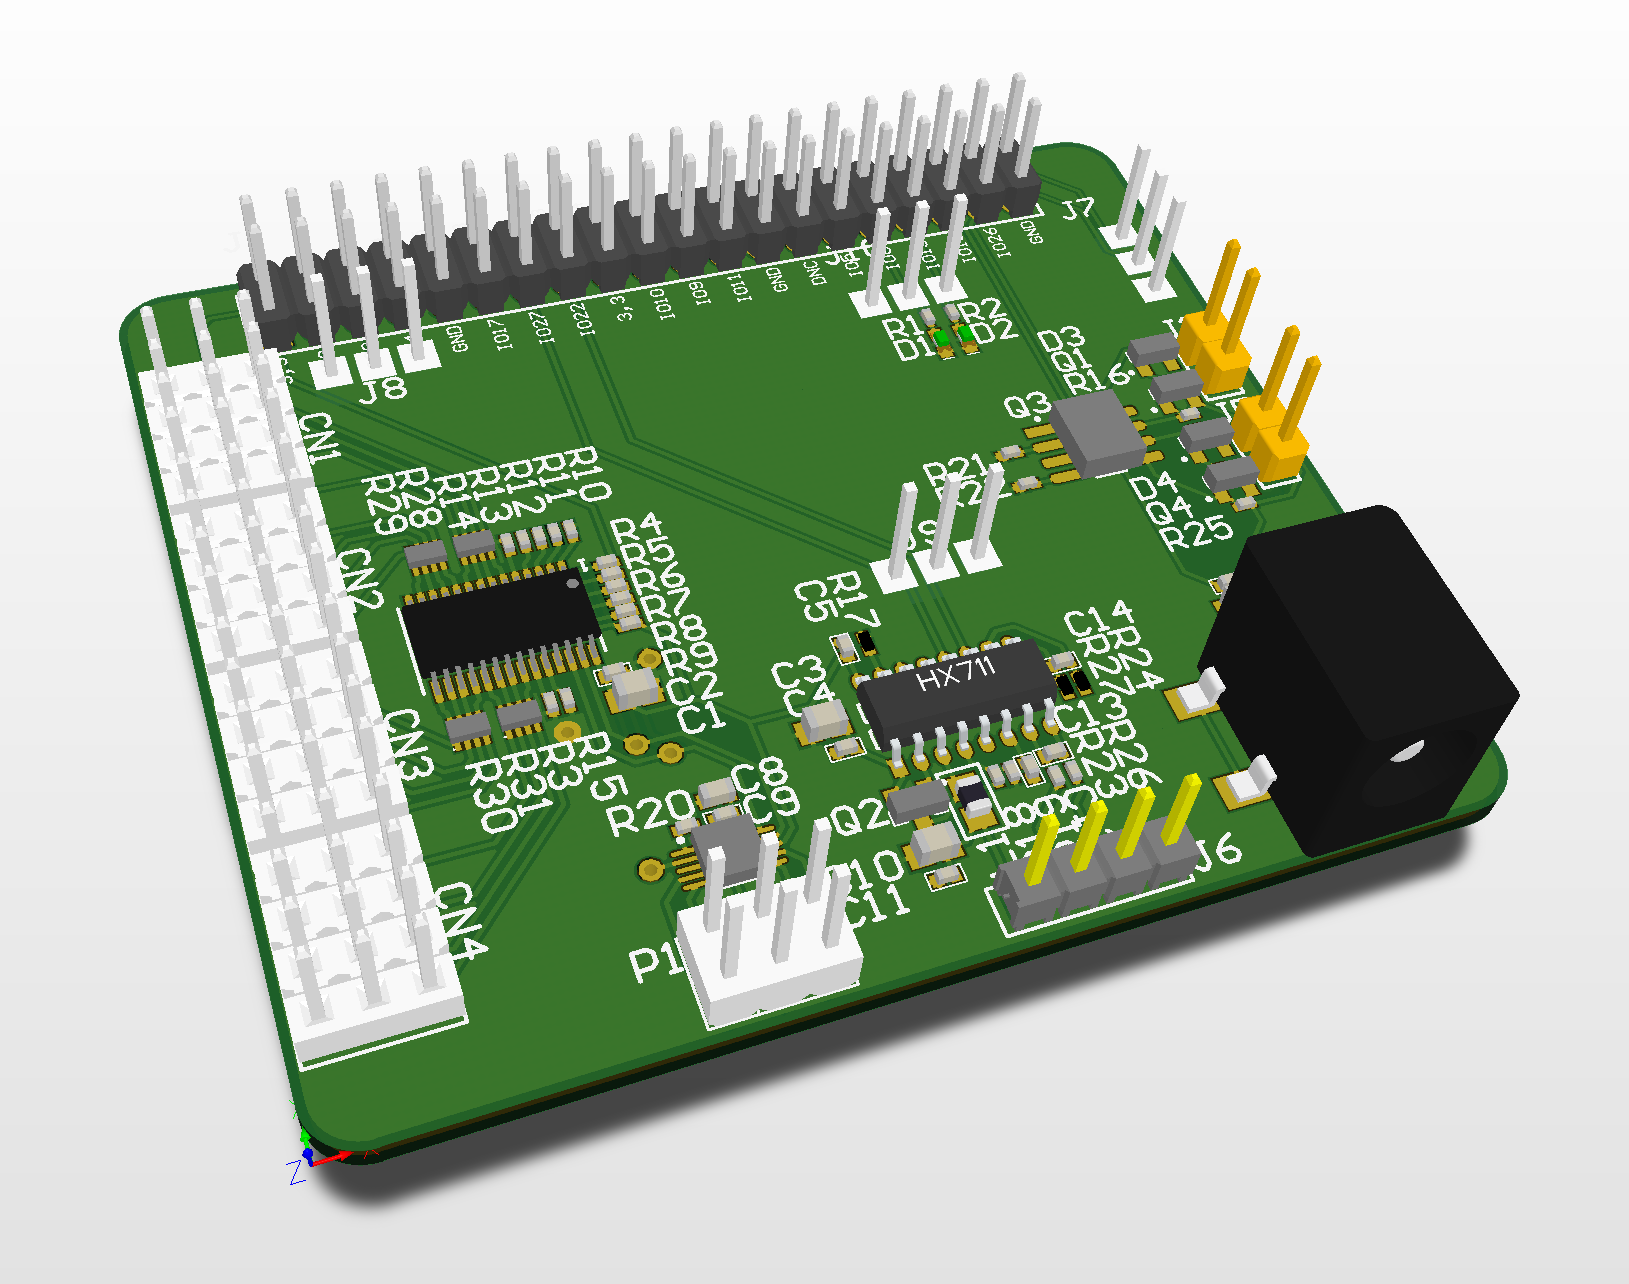 J7
GND
IO26
GND
IO11
IO9
IO10
3,3
IO22
IO27
IO17
GND
J8
R1
R2
D1
D2
D3
Q1
R16
Q3
CN1
R21
D4
Q4
R25
R29
R28
R14
R13
R12
R11
R10
R4
R5
R6
R7
R8
R9
CN2
C5
R17
C14
R24
R27
C3
C4
HX711
C2
C1
CN3
C13
R26
R23
R30
R31
R3
R15
C8
C9
R20
Q2
J6
C11
P1
CN4
Z